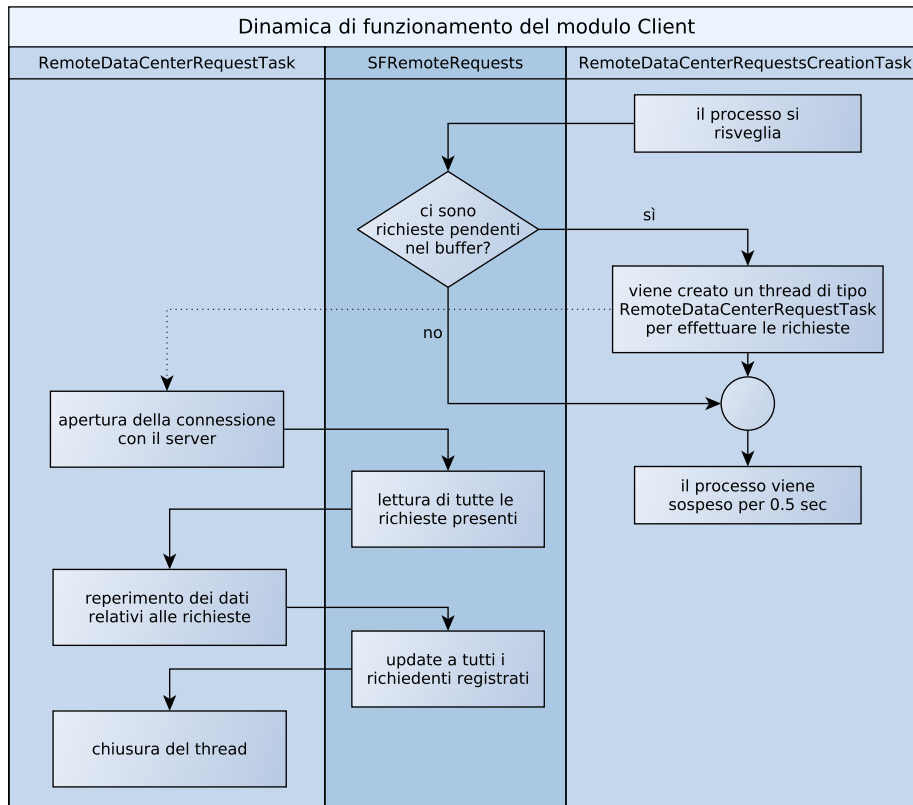 Dinamica di funzionamento del modulo Client
RemoteDataCenterRequestTask
SFRemoteRequests
RemoteDataCenterRequestsCreationTask
il processo si
risveglia
ci sono
richieste pendenti
nel buffer?
sì
viene creato un thread di tipo
RemoteDataCenterRequestTask
per effettuare le richieste
no
apertura della connessione
con il server
il processo viene
sospeso per 0.5 sec
lettura di tutte le
richieste presenti
reperimento dei dati
relativi alle richieste
update a tutti i
richiedenti registrati
chiusura del thread